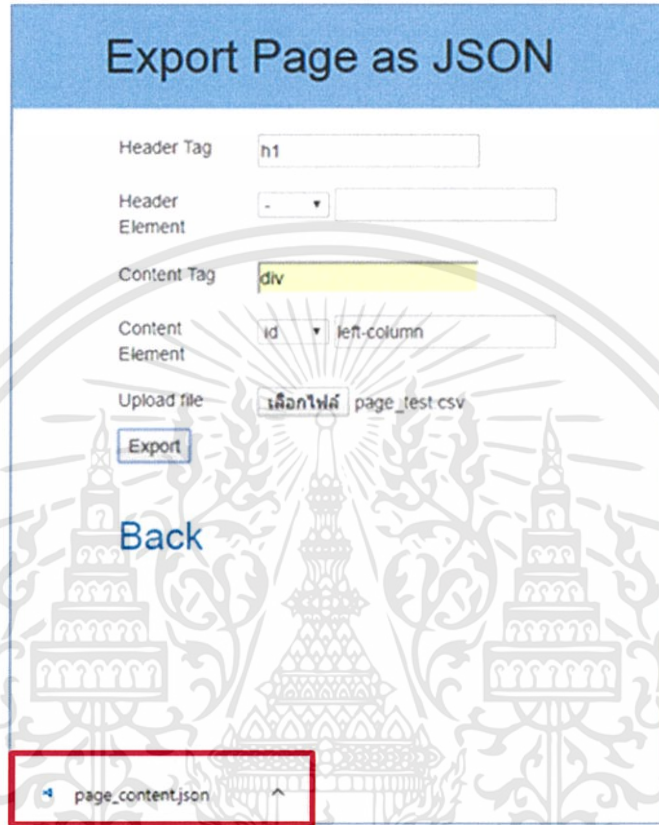 Export Page as JSON
Header Tag h1
Header Element -
Content Tag div
Content Element id left-column
Upload file เลือกไฟล์ page_test.csv
Export
Back
page_content.json